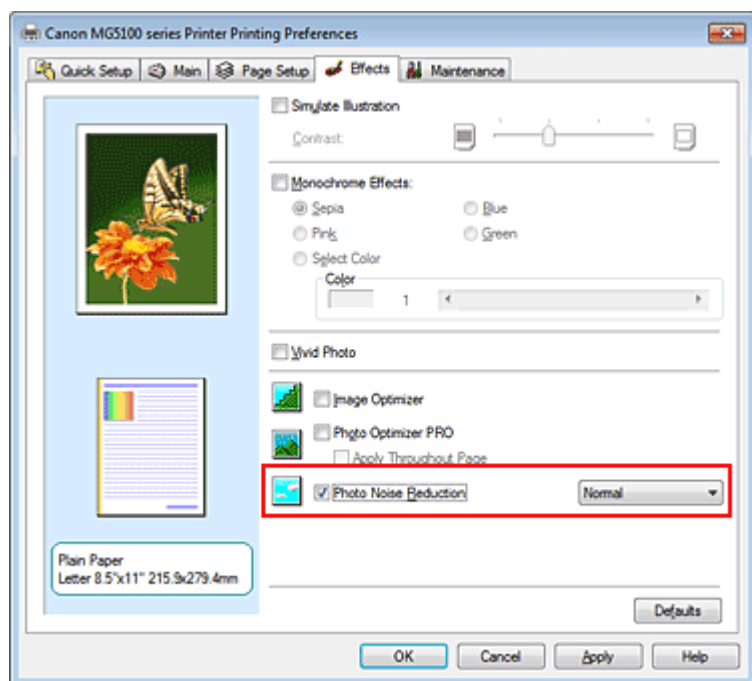 Canon MG5100 series Printer Printing Preferences
Quick Setup Main Page Setup Effects Maintenance
Simulate Illustration
Contrast:
Monochrome Effects:
Sepia Blue
Pink Green
Select Color
Color
1
Vivid Photo
Image Optimizer
Photo Optimizer PRO
Apply Throughout Page
Photo Noise Reduction Normal
Plain Paper
Letter 8.5"x11" 215.9x279.4mm
Defaults
OK Cancel Apply Help